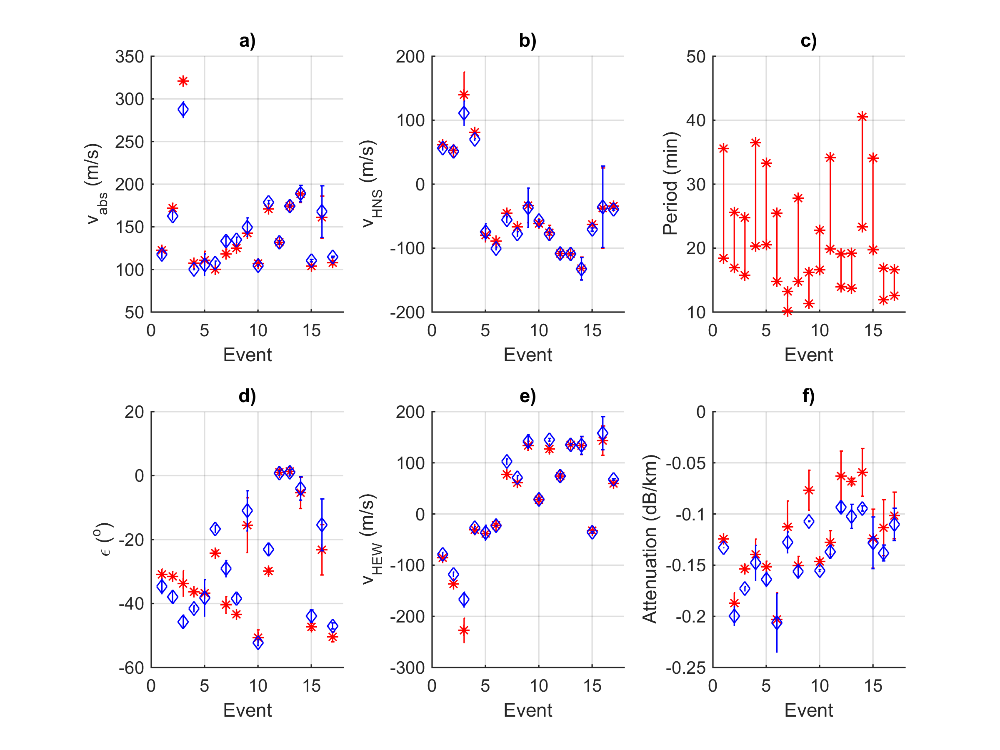 a)
350
300
250
200
150
100
50
v_abs (m/s)
0 5 10 15
Event
b)
200
100
0
-100
-200
v_HNS (m/s)
0 5 10 15
Event
c)
50
40
30
20
10
Period (min)
0 5 10 15
Event
d)
20
0
-20
-40
-60
ϵ (°)
0 5 10 15
Event
e)
200
100
0
-100
-200
-300
v_HEW (m/s)
0 5 10 15
Event
f)
0
-0.05
-0.1
-0.15
-0.2
-0.25
Attenuation (dB/km)
0 5 10 15
Event